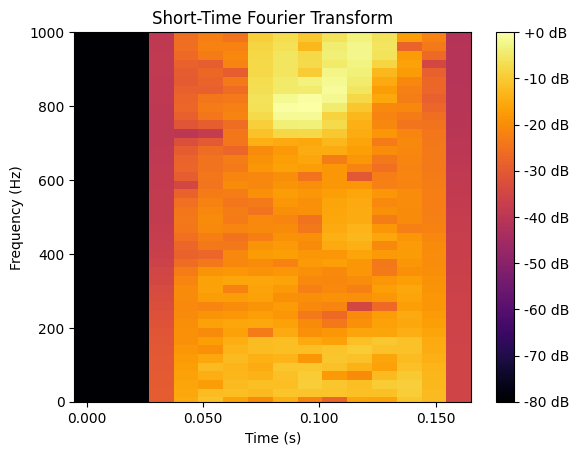 Short-Time Fourier Transform
1000
800
600
400
200
0
Frequency (Hz)
0.000
0.050
0.100
0.150
Time (s)
+0 dB
-10 dB
-20 dB
-30 dB
-40 dB
-50 dB
-60 dB
-70 dB
-80 dB